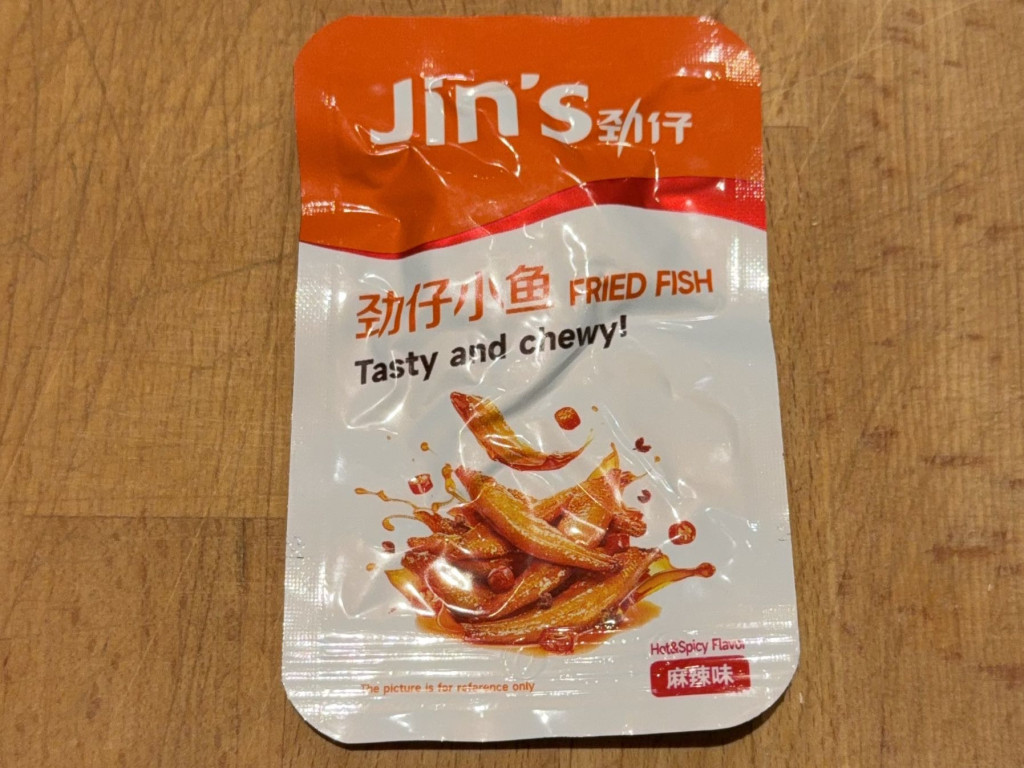 Jin's劲仔
劲仔小鱼 FRIED FISH
Tasty and chewy!
Hot&Spicy Flavor
麻辣味
The picture is for reference only